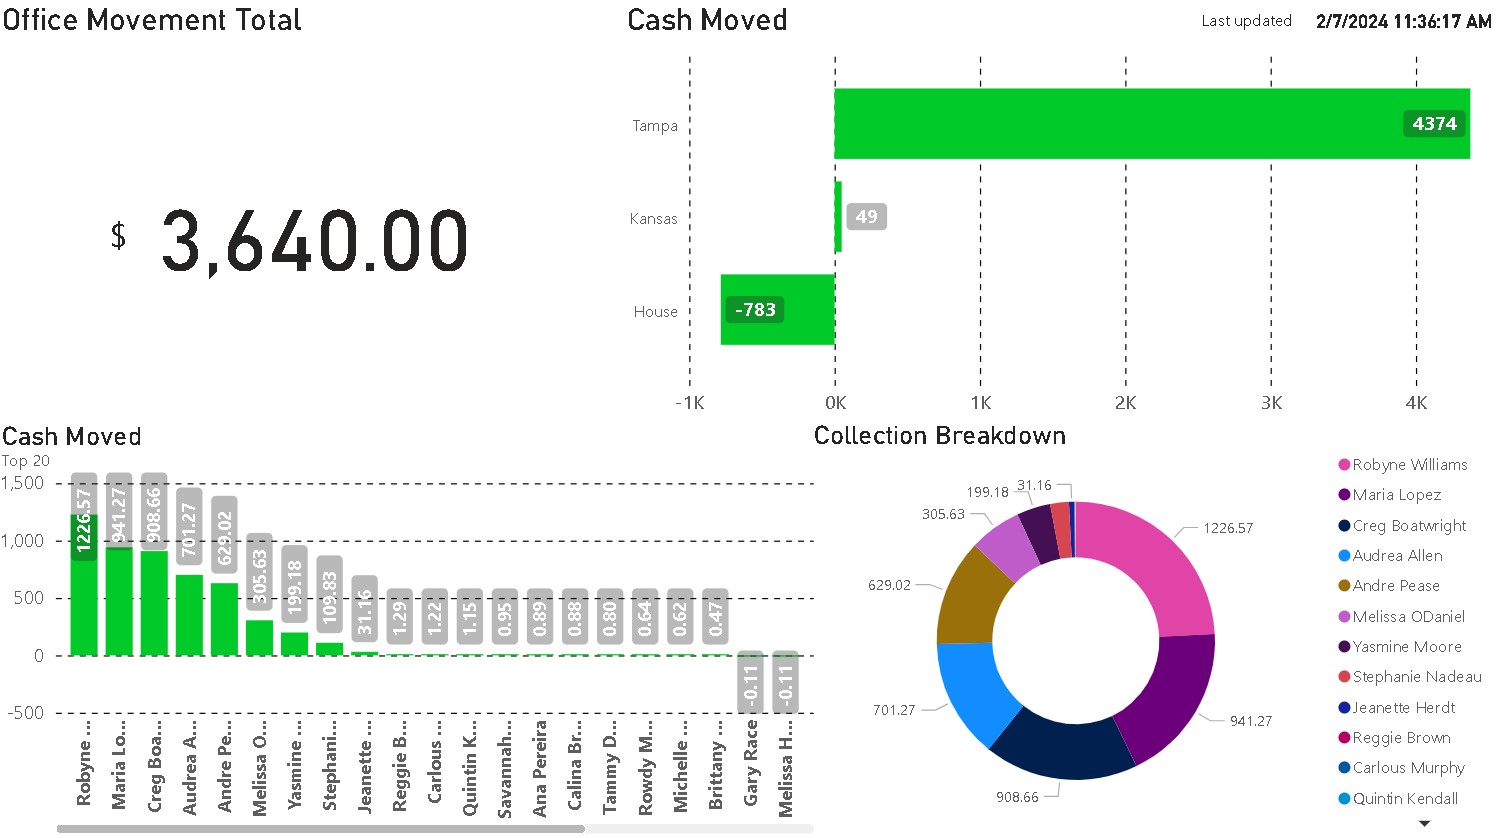 Office Movement Total
$ 3,640.00
Cash Moved
Last updated 2/7/2024 11:36:17 AM
Tampa
4374
Kansas
49
House
-783
-1K 0K 1K 2K 3K 4K
Cash Moved
Top 20
1,500
1,000
500
0
-500
1226.57 941.27 908.66 701.27 629.02 305.63 199.18 109.83 31.16 1.29 1.22 1.15 0.95 0.89 0.88 0.80 0.64 0.62 0.47 -0.11 -0.11
Robyne ...
Maria Lo...
Creg Boa...
Audrea A...
Andre Pe...
Melissa O...
Yasmine ...
Stephani...
Jeanette ...
Reggie B...
Carlous ...
Quintin K...
Savannah...
Ana Pereira
Calina Br...
Tammy D...
Rowdy M...
Michelle ...
Brittany ...
Gary Race
Melissa H...
Collection Breakdown
31.16
199.18
305.63
1226.57
629.02
701.27
941.27
908.66
Robyne Williams
Maria Lopez
Creg Boatwright
Audrea Allen
Andre Pease
Melissa ODaniel
Yasmine Moore
Stephanie Nadeau
Jeanette Herdt
Reggie Brown
Carlous Murphy
Quintin Kendall